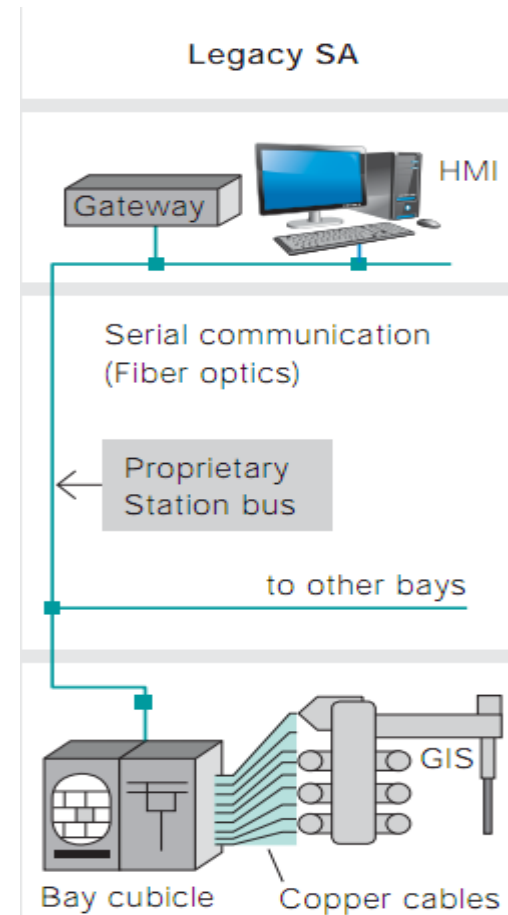 Legacy SA
HMI
Gateway
Serial communication
(Fiber optics)
Proprietary
Station bus
to other bays
GIS
Bay cubicle
Copper cables